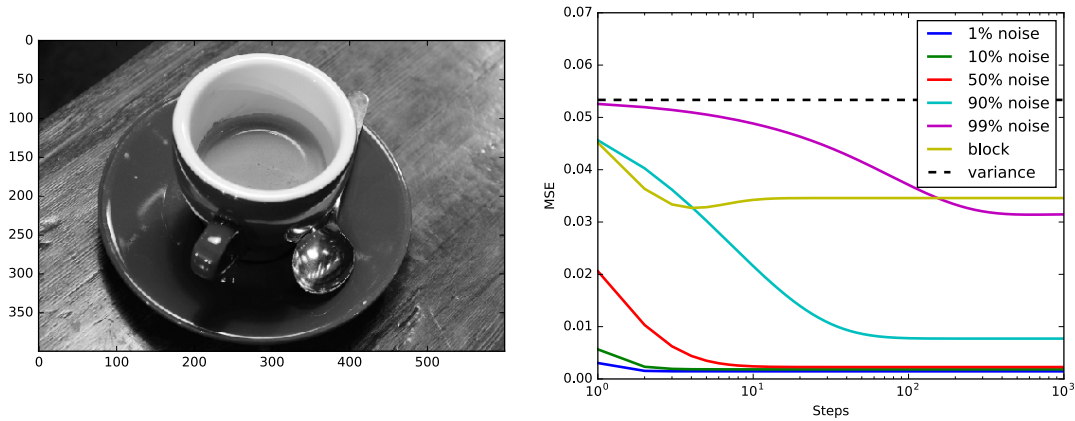 0
50
100
150
200
250
300
350
0 100 200 300 400 500
0.07
0.06
0.05
0.04
0.03
0.02
0.01
0.00
MSE
10^0 10^1 10^2 10^3
Steps
1% noise
10% noise
50% noise
90% noise
99% noise
block
variance